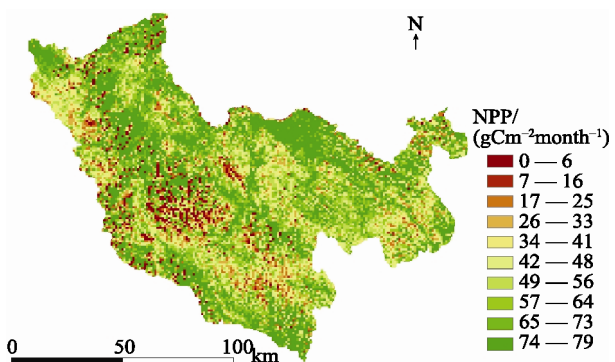 N
NPP/
(gCm⁻²month⁻¹)
0 — 6
7 — 16
17 — 25
26 — 33
34 — 41
42 — 48
49 — 56
57 — 64
65 — 73
74 — 79
0 50 100 km